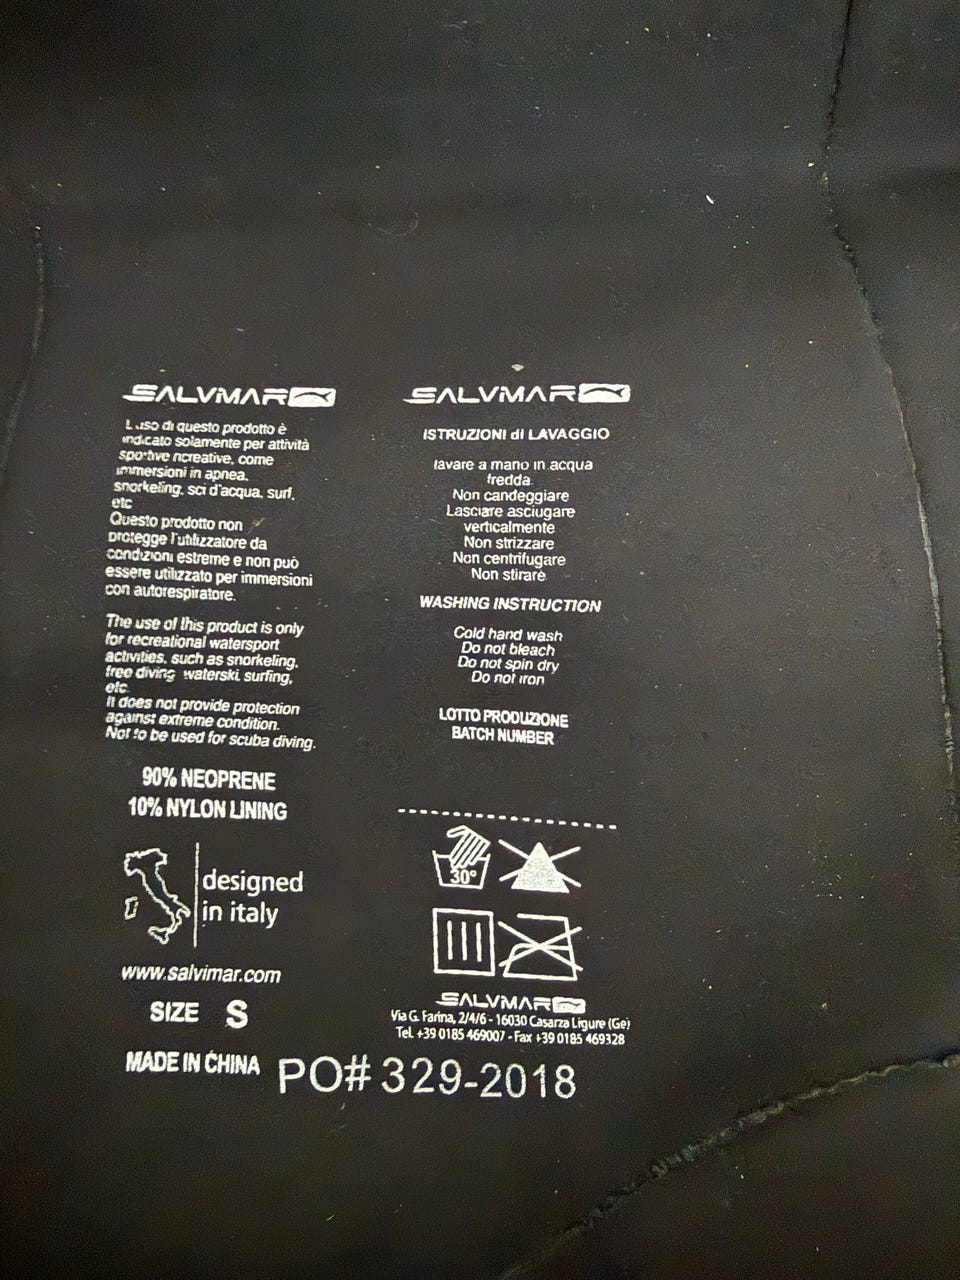 SALVIMAR
L'uso di questo prodotto è
indicato solamente per attività
sportive ricreative, come
immersioni in apnea,
snorkeling, sci d'acqua, surf,
etc
Questo prodotto non
protegge l'utilizzatore da
condizioni estreme e non può
essere utilizzato per immersioni
con autorespiratore.
The use of this product is only
for recreational watersport
activities, such as snorkeling,
free diving waterski, surfing,
etc.
It does not provide protection
against extreme condition.
Not to be used for scuba diving.
90% NEOPRENE
10% NYLON LINING
designed
in italy
www.salvimar.com
SIZE S
MADE IN CHINA
SALVIMAR
ISTRUZIONI di LAVAGGIO
lavare a mano in acqua
fredda
Non candeggiare
Lasciare asciugare
verticalmente
Non strizzare
Non centrifugare
Non stirare
WASHING INSTRUCTION
Cold hand wash
Do not bleach
Do not spin dry
Do not iron
LOTTO PRODUZIONE
BATCH NUMBER
30°
SALVIMAR
Via G. Farina, 2/4/6 - 16030 Casarza Ligure (Ge)
Tel. +39 0185 469007 - Fax +39 0185 469328
PO# 329-2018